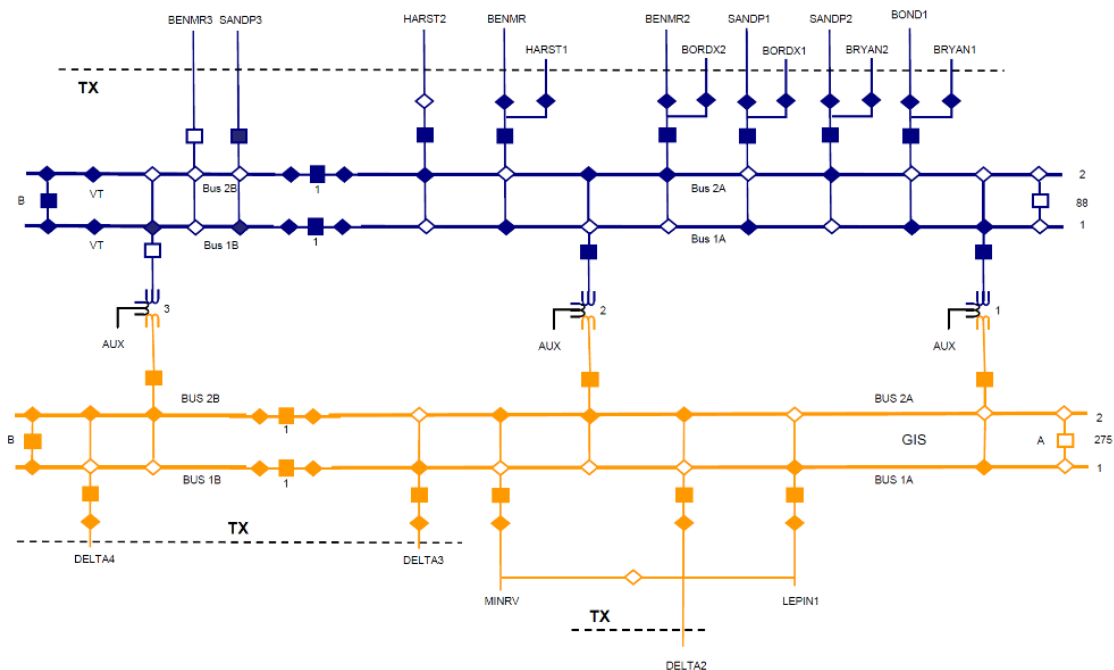 BENMR3 SANDP3 HARST2 BENMR BENMR2 SANDP1 SANDP2 BOND1
HARST1 BORDX2 BORDX1 BRYAN2 BRYAN1
TX
VT Bus 2B 1 Bus 2A 2
B 88
VT Bus 1B 1 Bus 1A 1
3 2 1
AUX AUX AUX
BUS 2B BUS 2A
1 2
B GIS A 275
BUS 1B 1 BUS 1A 1
TX
DELTA4 DELTA3
MINRV LEPIN1
TX
DELTA2